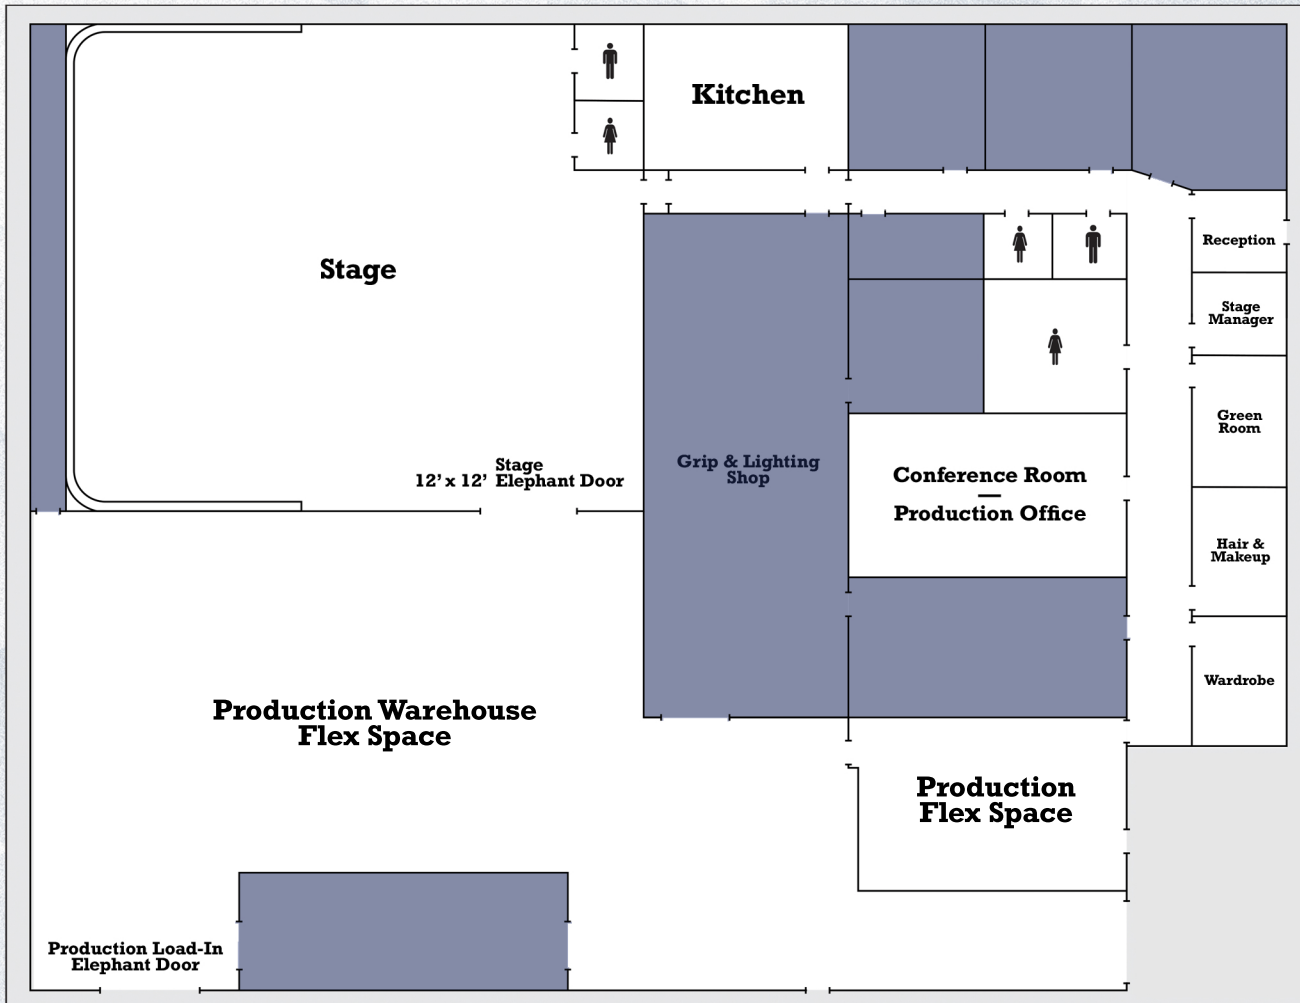 Kitchen
Stage
Reception
Stage
Manager
Green
Room
Stage
12' x 12' Elephant Door
Grip & Lighting
Shop
Conference Room
—
Production Office
Hair &
Makeup
Wardrobe
Production Warehouse
Flex Space
Production
Flex Space
Production Load-In
Elephant Door